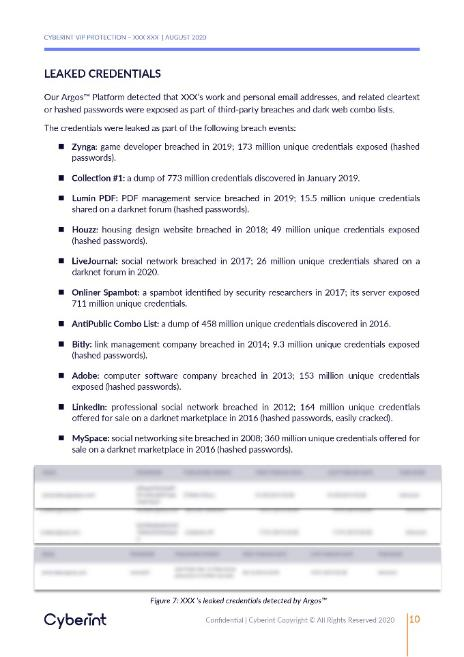 CYBERINT VIP PROTECTION – XXX XXX | AUGUST 2020
LEAKED CREDENTIALS
Our Argos™ Platform detected that XXX's work and personal email addresses, and related cleartext
or hashed passwords were exposed as part of third-party breaches and dark web combo lists.
The credentials were leaked as part of the following breach events:
■ Zynga: game developer breached in 2019; 173 million unique credentials exposed (hashed
passwords).
■ Collection #1: a dump of 773 million credentials discovered in January 2019.
■ Lumin PDF: PDF management service breached in 2019; 15.5 million unique credentials
shared on a darknet forum (hashed passwords).
■ Houzz: housing design website breached in 2018; 49 million unique credentials exposed
(hashed passwords).
■ LiveJournal: social network breached in 2017; 26 million unique credentials shared on a
darknet forum in 2020.
■ Onliner Spambot: a spambot identified by security researchers in 2017; its server exposed
711 million unique credentials.
■ AntiPublic Combo List: a dump of 458 million unique credentials discovered in 2016.
■ Bitly: link management company breached in 2014; 9.3 million unique credentials exposed
(hashed passwords).
■ Adobe: computer software company breached in 2013; 153 million unique credentials
exposed (hashed passwords).
■ LinkedIn: professional social network breached in 2012; 164 million unique credentials
offered for sale on a darknet marketplace in 2016 (hashed passwords, easily cracked).
■ MySpace: social networking site breached in 2008; 360 million unique credentials offered for
sale on a darknet marketplace in 2016 (hashed passwords).
Figure 7: XXX 's leaked credentials detected by Argos™
Cyberint
Confidential | Cyberint Copyright © All Rights Reserved 2020
10